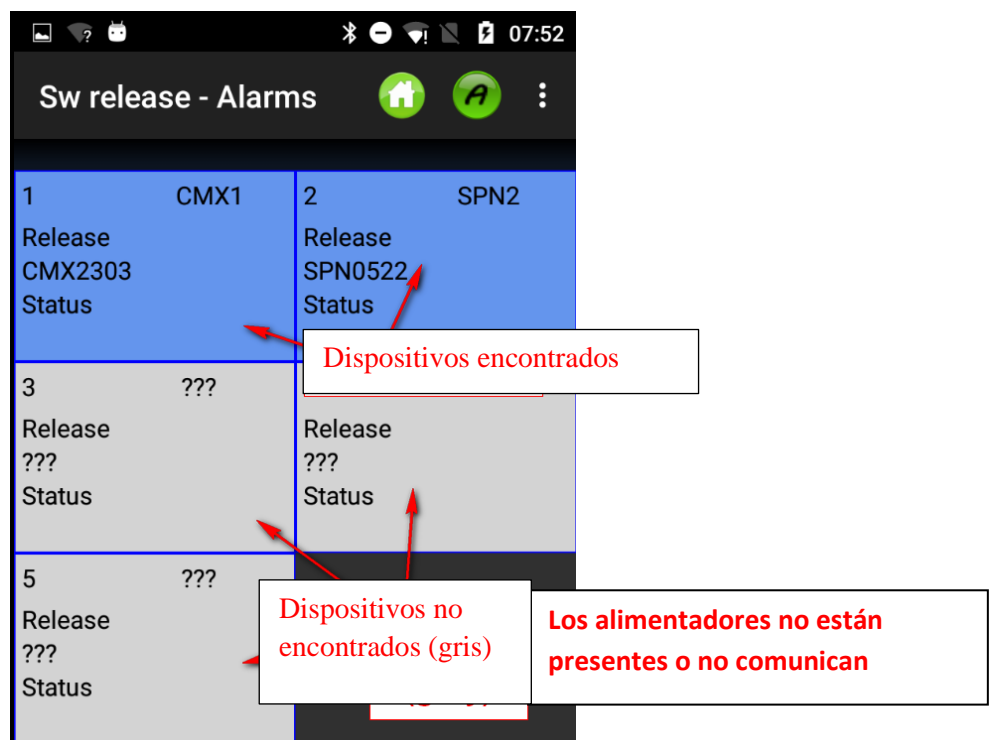 07:52
Sw release - Alarms
1 CMX1
Release
CMX2303
Status
2 SPN2
Release
SPN0522
Status
Dispositivos encontrados
3 ???
Release
???
Status
Release
???
Status
5 ???
Release
???
Status
Dispositivos no
encontrados (gris)
Los alimentadores no están
presentes o no comunican